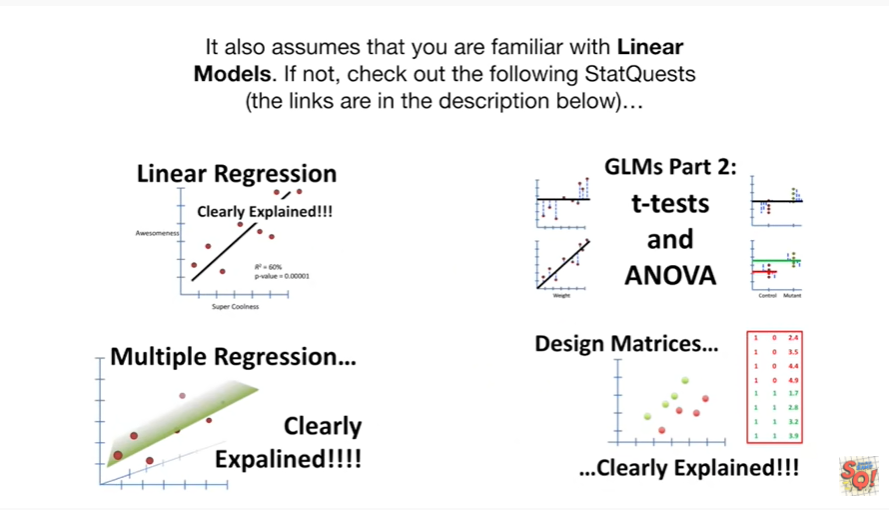 It also assumes that you are familiar with Linear
Models. If not, check out the following StatQuests
(the links are in the description below)…
Linear Regression
Clearly Explained!!!
Awesomeness
R² = 60%
p-value = 0.00001
Super Coolness
GLMs Part 2:
t-tests
and
ANOVA
Weight
Control Mutant
Multiple Regression...
Clearly
Expalined!!!!
Design Matrices...
1 0 2.4
1 0 3.5
1 0 4.4
1 0 4.9
1 1 1.7
1 1 2.8
1 1 3.2
1 1 3.9
...Clearly Explained!!!